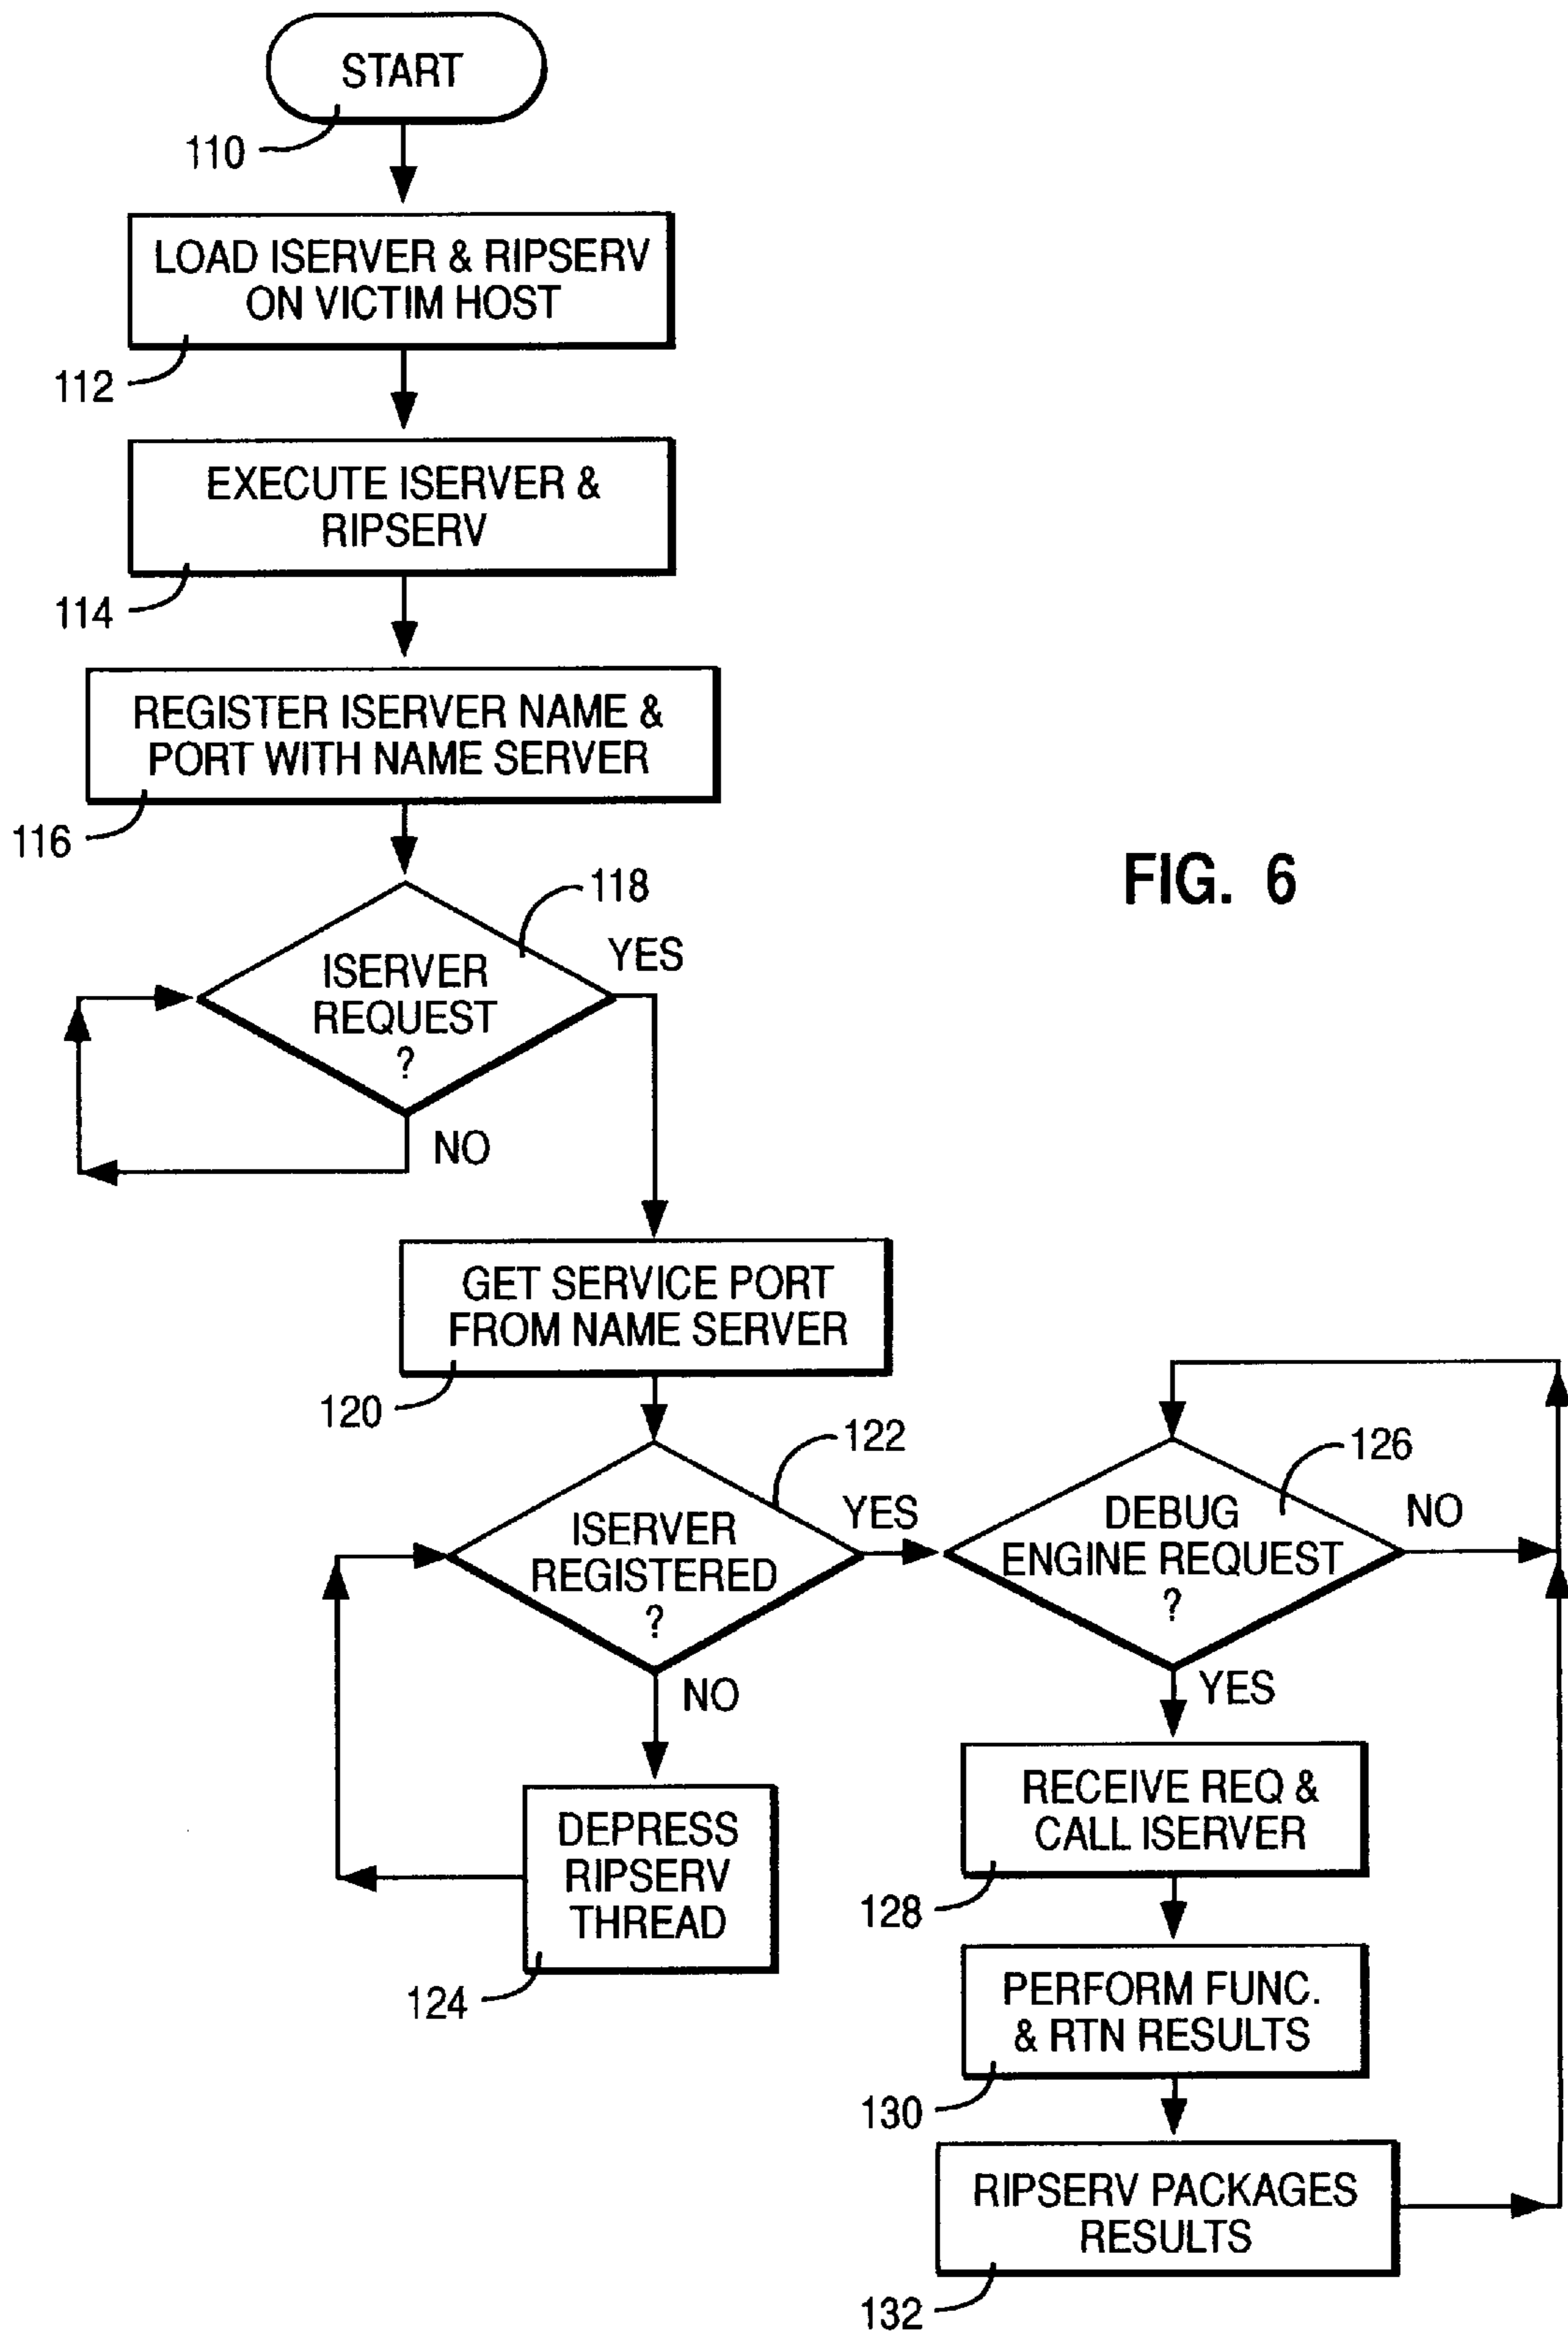 START
110
LOAD ISERVER & RIPSERV
ON VICTIM HOST
112
EXECUTE ISERVER &
RIPSERV
114
REGISTER ISERVER NAME &
PORT WITH NAME SERVER
116
FIG. 6
118
ISERVER
REQUEST
?
YES
NO
GET SERVICE PORT
FROM NAME SERVER
120
122
ISERVER
REGISTERED
?
YES
NO
DEPRESS
RIPSERV
THREAD
124
126
DEBUG
ENGINE REQUEST
?
NO
YES
RECEIVE REQ &
CALL ISERVER
128
PERFORM FUNC.
& RTN RESULTS
130
RIPSERV PACKAGES
RESULTS
132